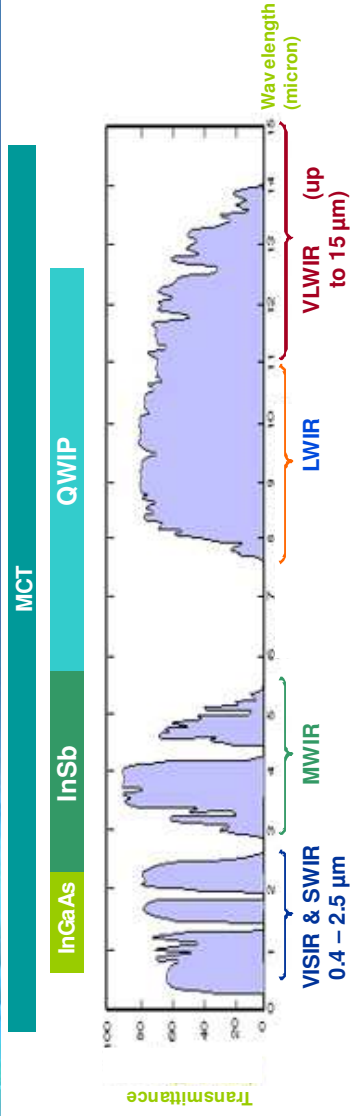 MCT
InGaAs InSb QWIP
Transmittance
100
80
60
40
20
0
0 1 2 3 4 5 6 7 8 9 10 11 12 13 14 15
Wavelength
(micron)
VISIR & SWIR
0.4 – 2.5 µm
MWIR
LWIR
VLWIR (up
to 15 µm)